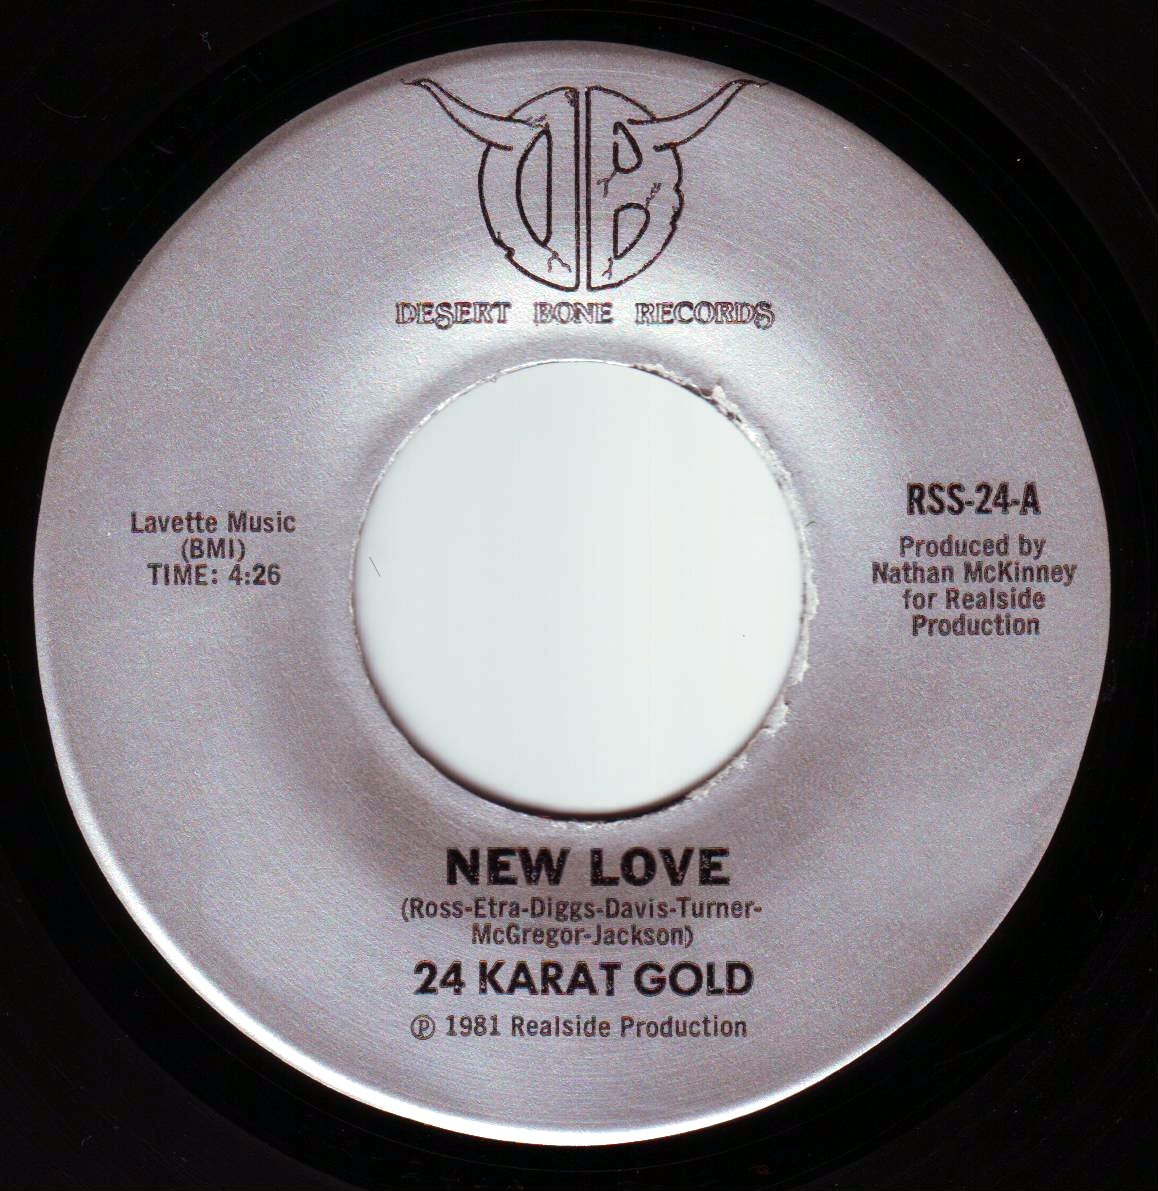 DB
DESERT BONE RECORDS
Lavette Music
(BMI)
TIME: 4:26
RSS-24-A
Produced by
Nathan McKinney
for Realside
Production
NEW LOVE
(Ross-Etra-Diggs-Davis-Turner-
McGregor-Jackson)
24 KARAT GOLD
℗ 1981 Realside Production